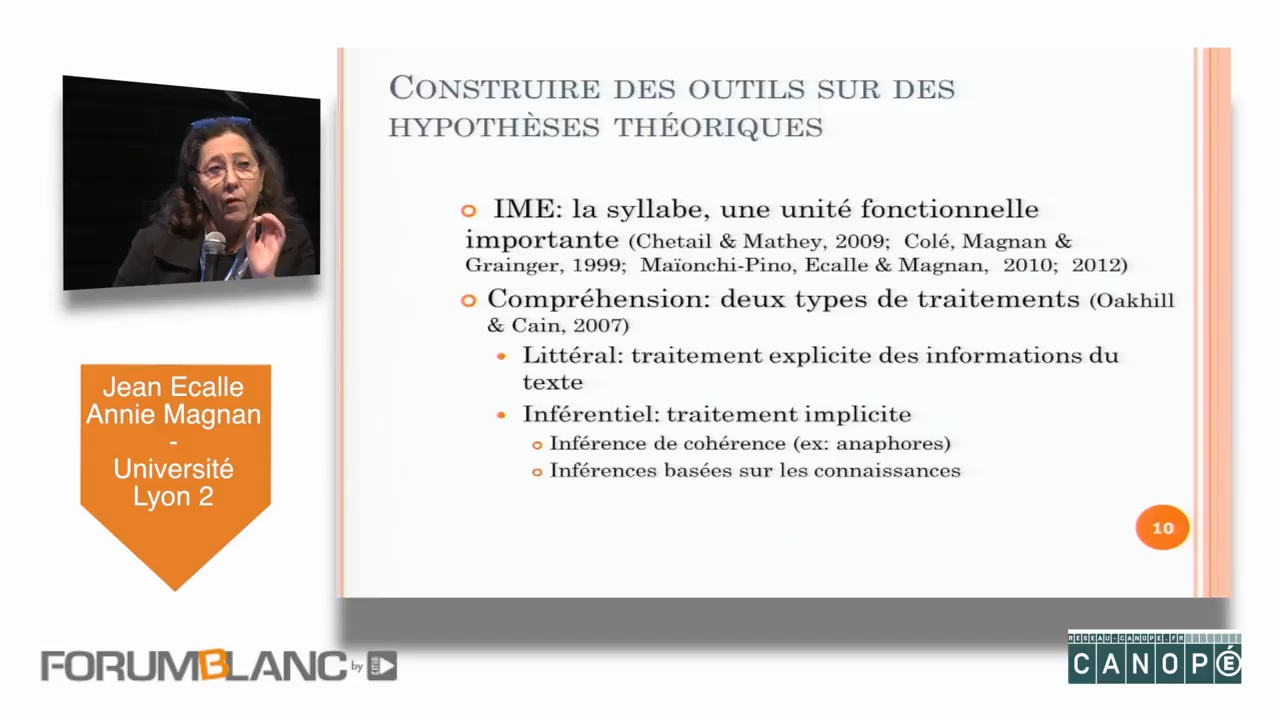 CONSTRUIRE DES OUTILS SUR DES
HYPOTHÈSES THÉORIQUES
IME: la syllabe, une unité fonctionnelle
importante (Chetail & Mathey, 2009; Colé, Magnan &
Grainger, 1999; Maïonchi-Pino, Ecalle & Magnan, 2010; 2012)
Compréhension: deux types de traitements (Oakhill
& Cain, 2007)
Littéral: traitement explicite des informations du
texte
Inférentiel: traitement implicite
Inférence de cohérence (ex: anaphores)
Inférences basées sur les connaissances
10
Jean Ecalle
Annie Magnan
-
Université
Lyon 2
FORUMBLANC by
RESEAU-CANOPE.FR
CANOPÉ